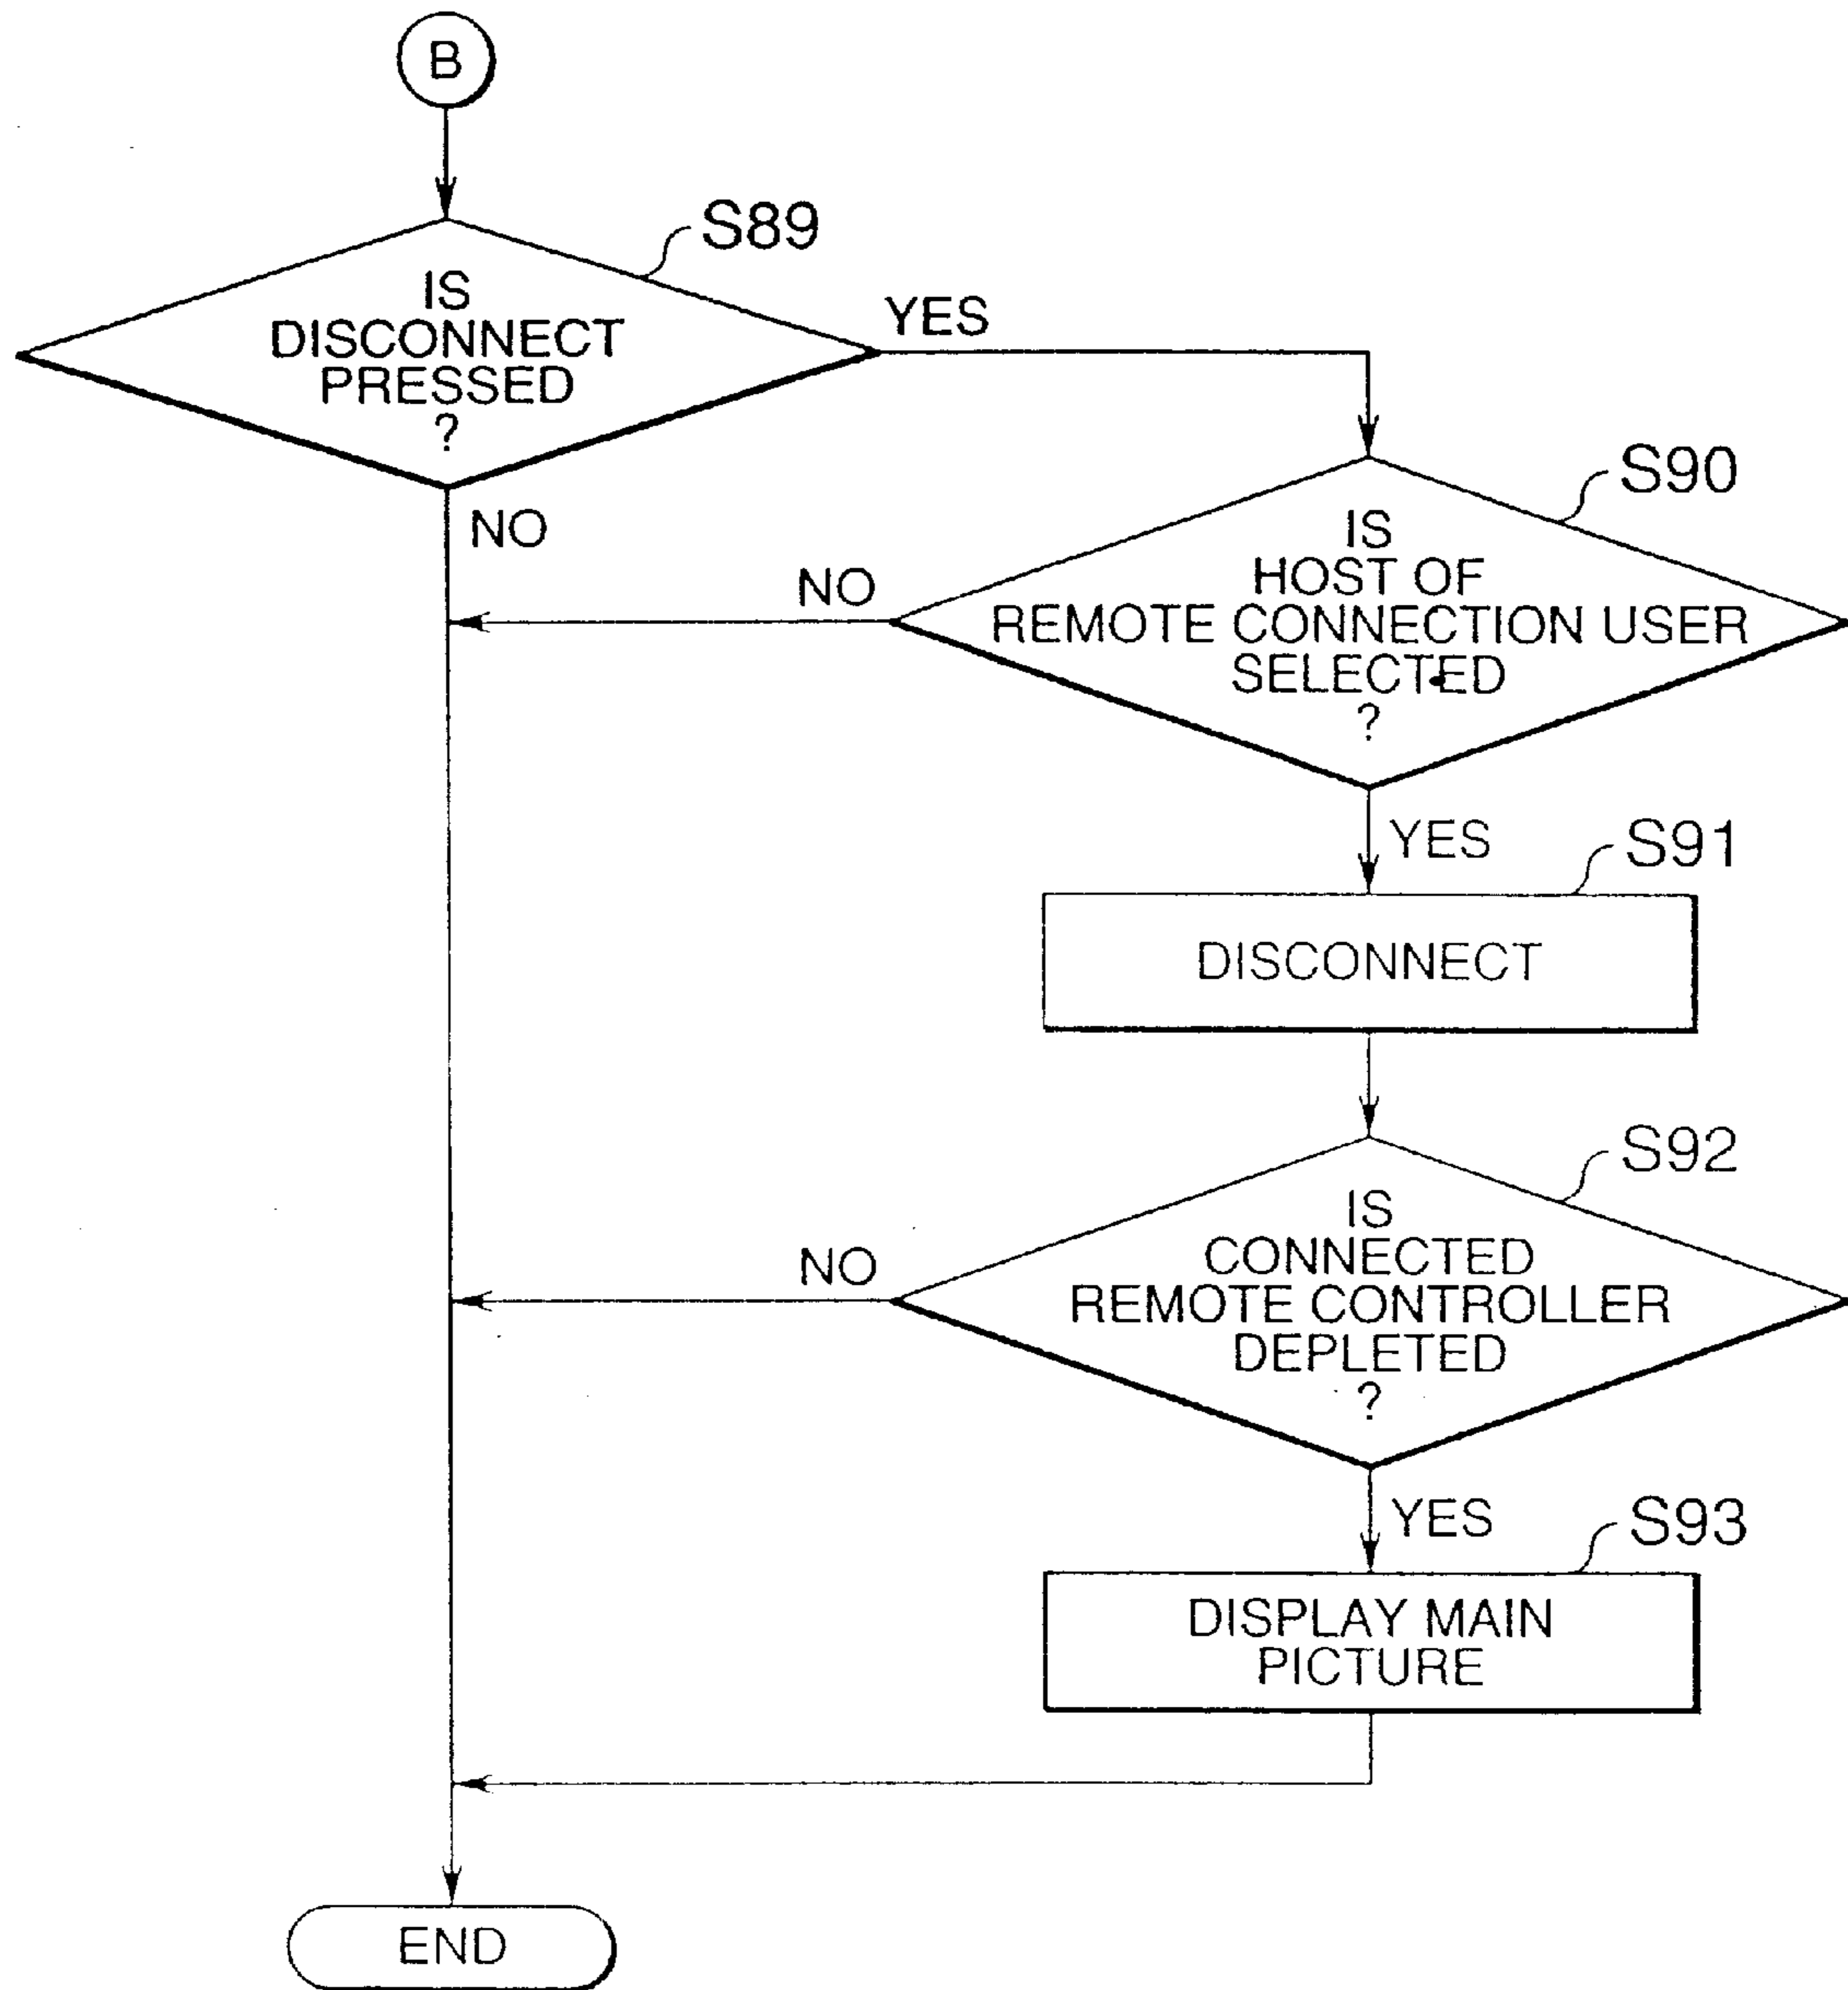 B
S89
IS
DISCONNECT
PRESSED
?
YES
NO
S90
IS
HOST OF
REMOTE CONNECTION USER
SELECTED
?
NO
YES
S91
DISCONNECT
S92
IS
CONNECTED
REMOTE CONTROLLER
DEPLETED
?
NO
YES
S93
DISPLAY MAIN
PICTURE
END